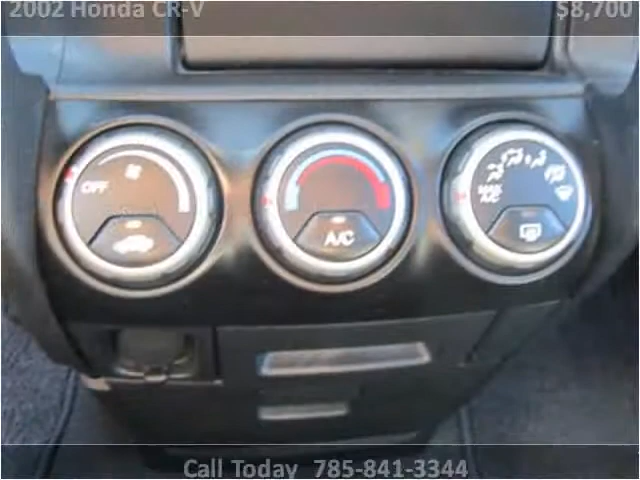 2002 Honda CR-V $8,700
OFF
A/C
MAX A/C
Call Today 785-841-3344